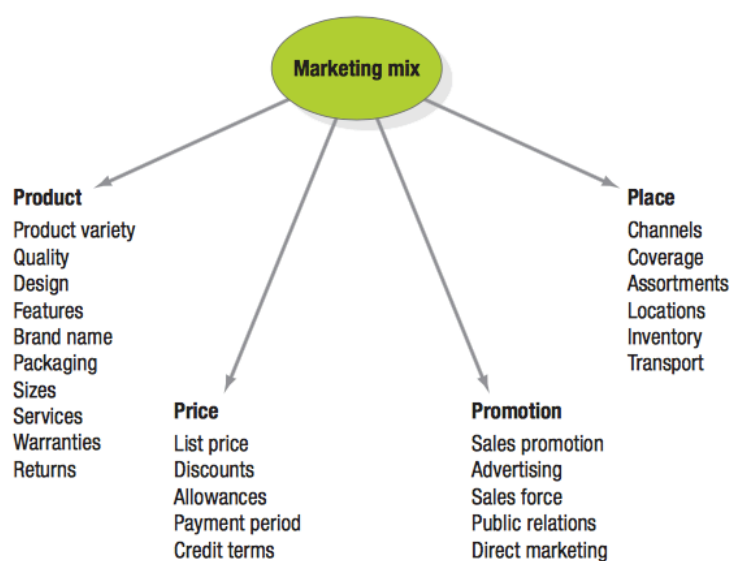 Marketing mix
Product
Product variety
Quality
Design
Features
Brand name
Packaging
Sizes
Services
Warranties
Returns
Price
List price
Discounts
Allowances
Payment period
Credit terms
Promotion
Sales promotion
Advertising
Sales force
Public relations
Direct marketing
Place
Channels
Coverage
Assortments
Locations
Inventory
Transport